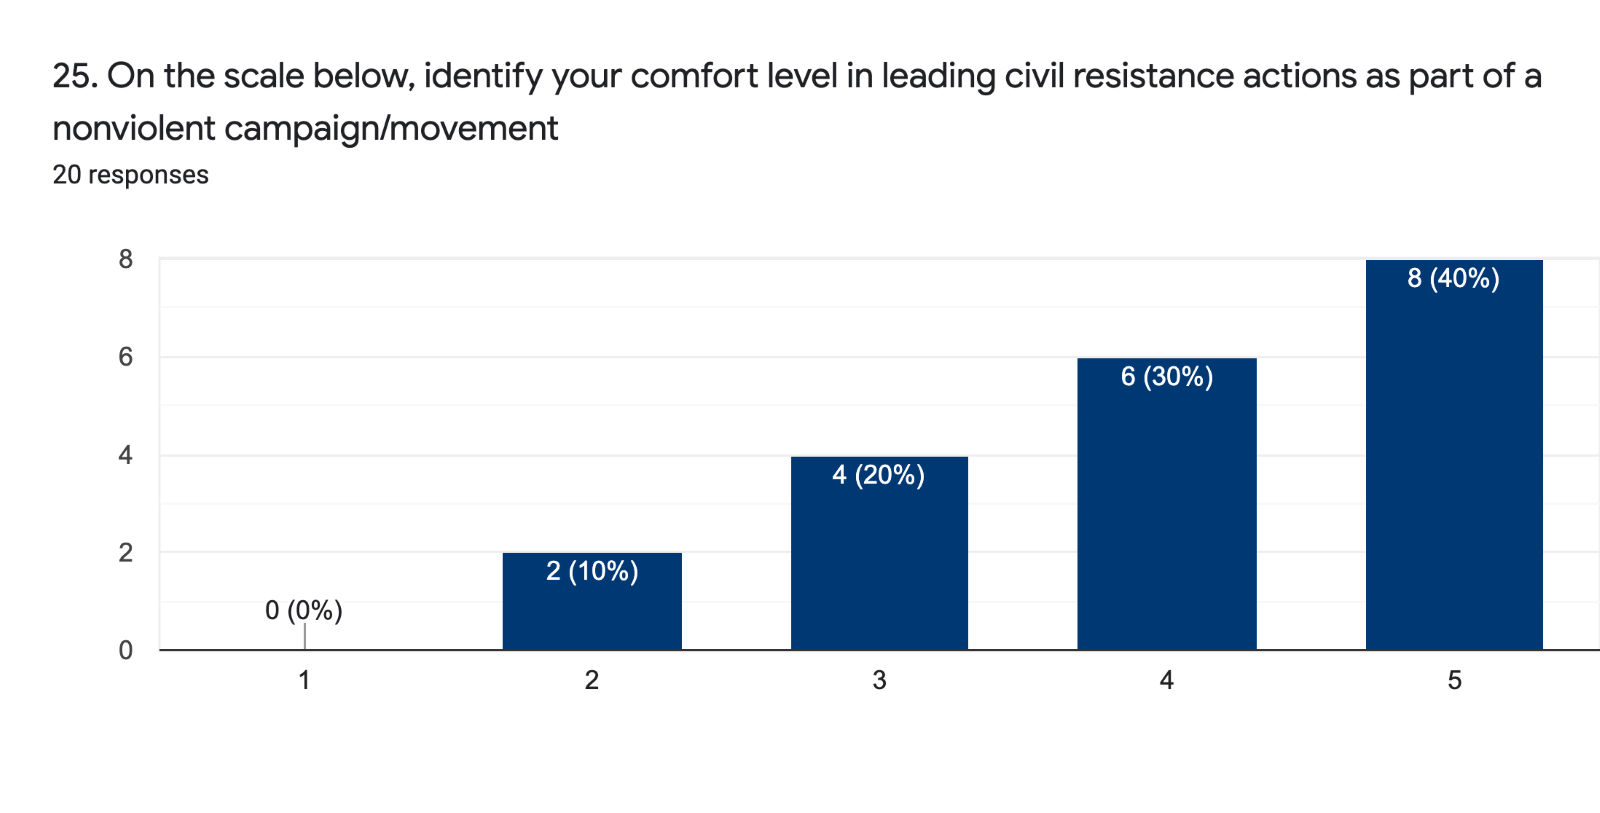 25. On the scale below, identify your comfort level in leading civil resistance actions as part of a
nonviolent campaign/movement
20 responses
8
8 (40%)
6
6 (30%)
4
4 (20%)
2
2 (10%)
0 (0%)
0
1 2 3 4 5